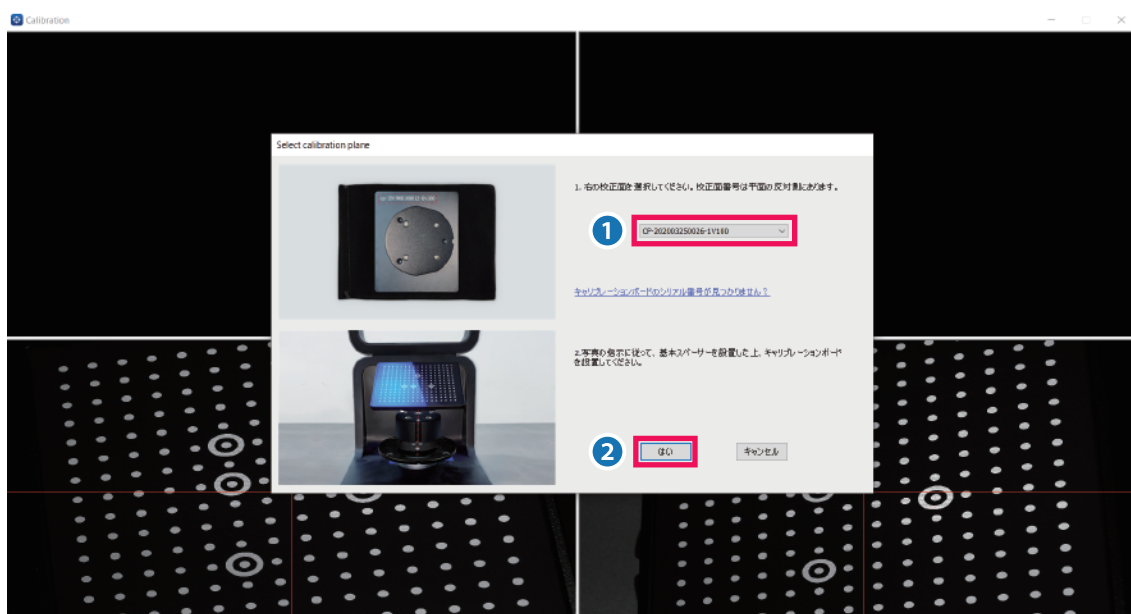 Calibration
Select calibration plane
1. 右の校正面を選択してください。校正面番号は平面の反対側にあります。
1
CP-202003250026-1V160
キャリブレーションボードのシリアル番号が見つかりません？
2.写真の指示に従って、基本スペーサーを設置した上、キャリブレーションボード
を設置してください。
2
はい
キャンセル